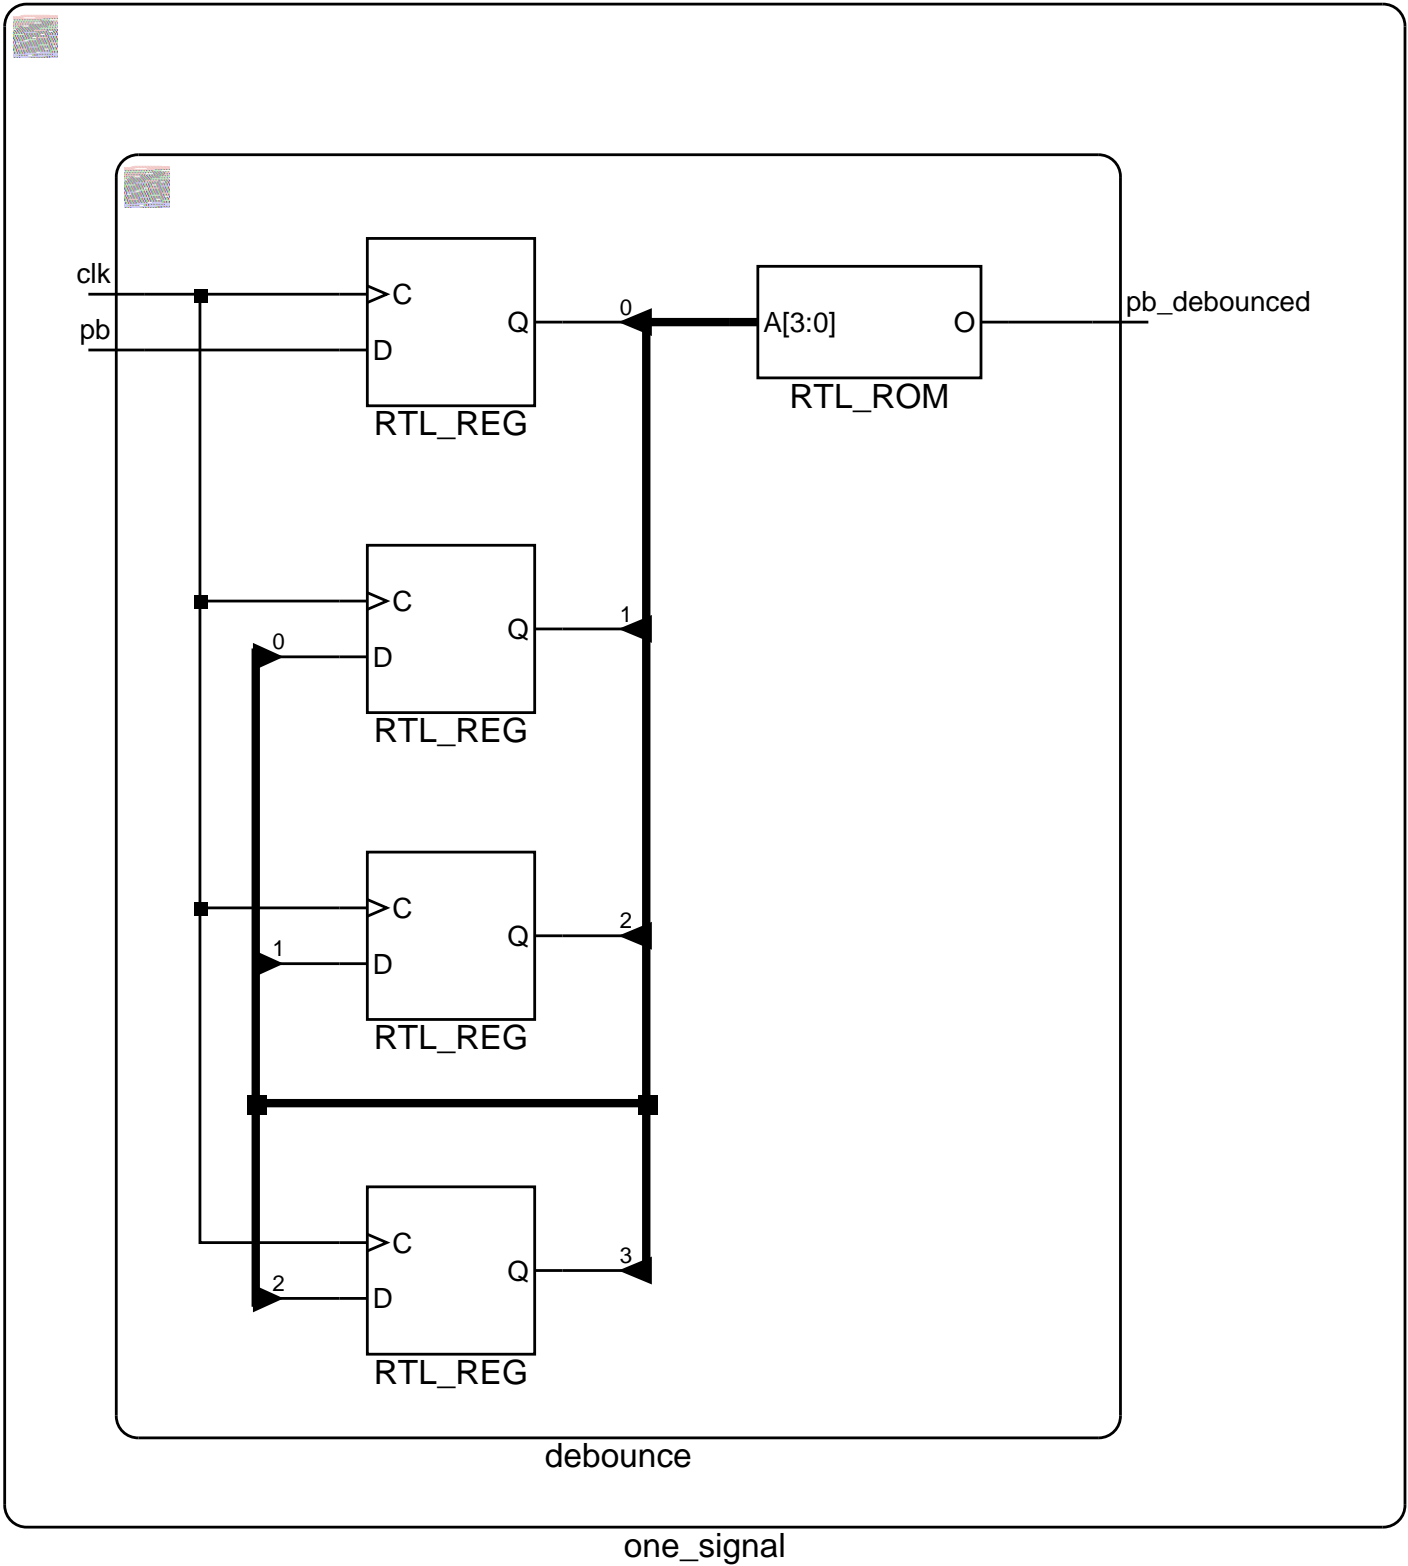 clk
pb
C
D
Q
RTL_REG
0
A[3:0]
O
RTL_ROM
pb_debounced
C
D
Q
RTL_REG
0
1
C
D
Q
RTL_REG
1
2
C
D
Q
RTL_REG
2
3
debounce
one_signal